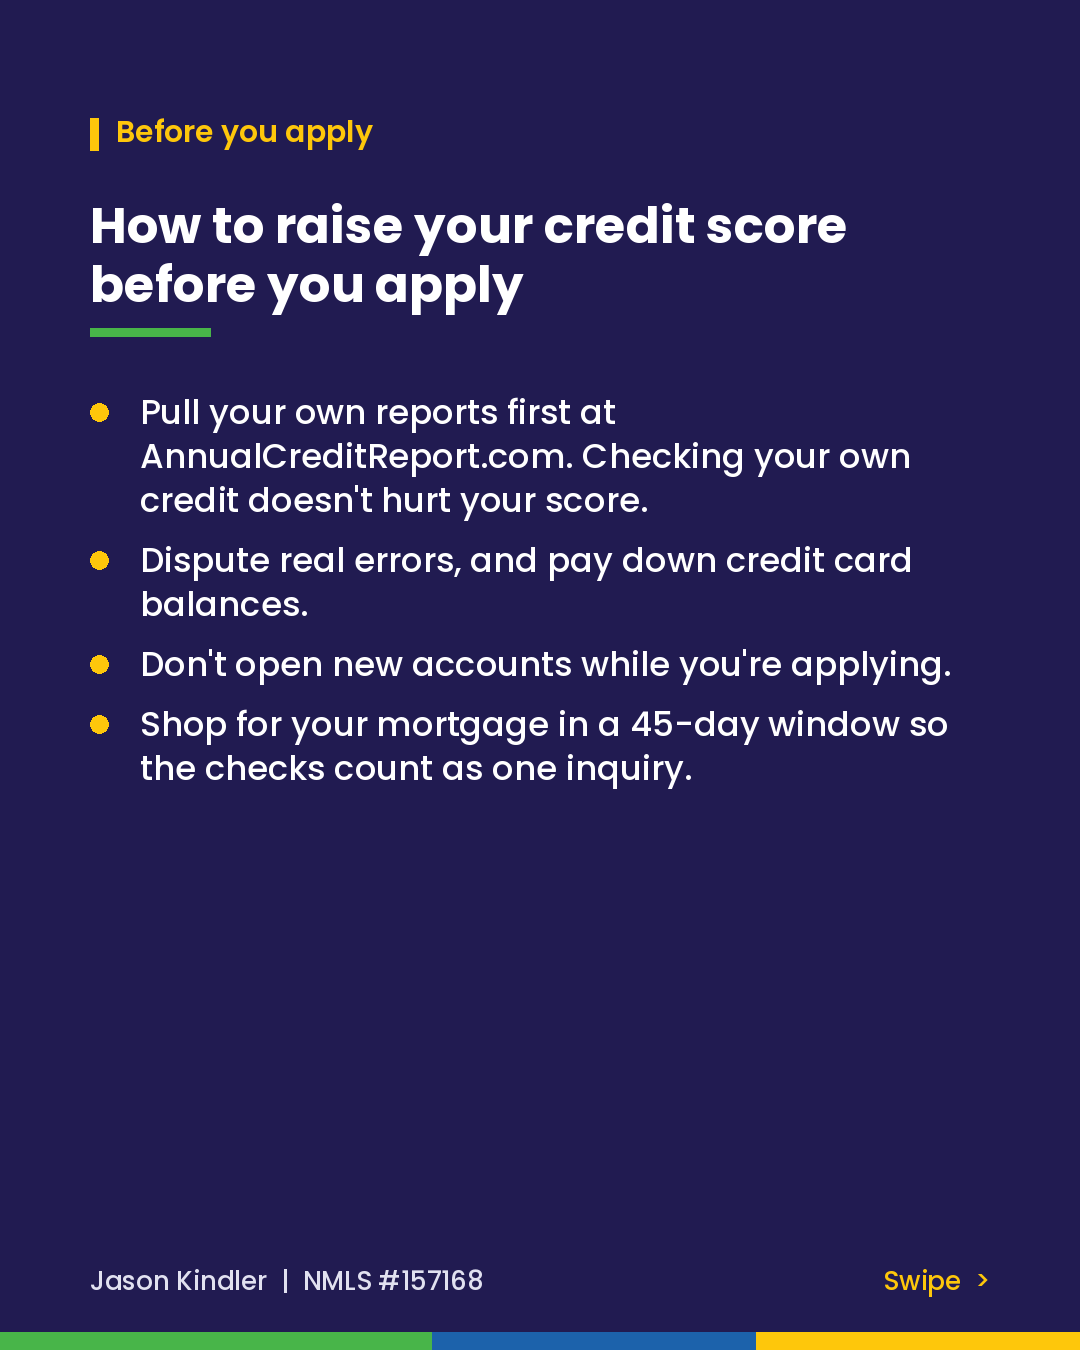 Before you apply
How to raise your credit score
before you apply
Pull your own reports first at
AnnualCreditReport.com. Checking your own
credit doesn't hurt your score.
Dispute real errors, and pay down credit card
balances.
Don't open new accounts while you're applying.
Shop for your mortgage in a 45-day window so
the checks count as one inquiry.
Jason Kindler | NMLS #157168
Swipe >